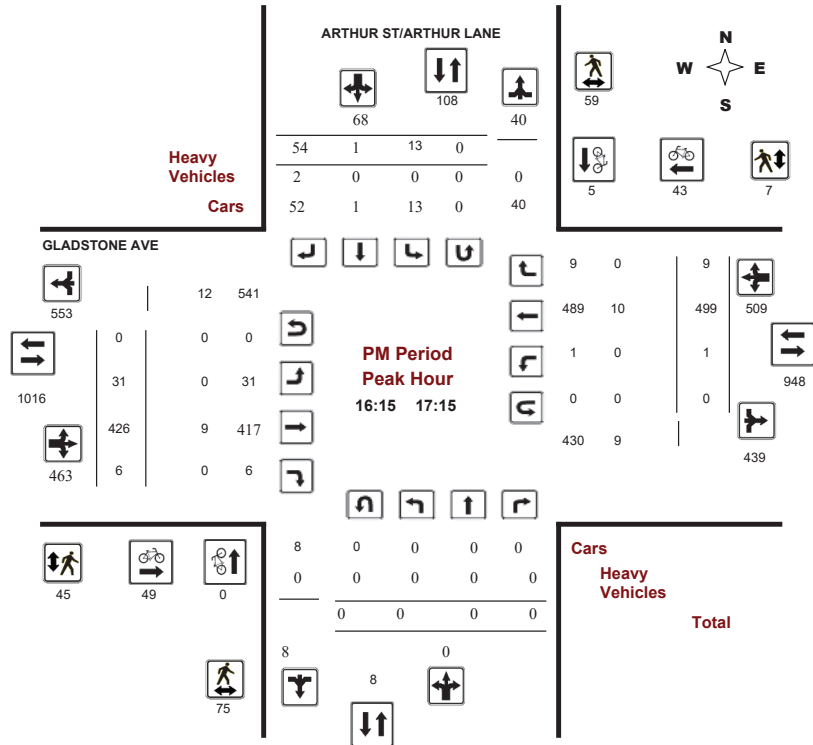 ARTHUR ST/ARTHUR LANE
N
W E
S
108
59
68 40
54 1 13 0
Heavy
Vehicles
2 0 0 0 0
5 43 7
Cars 52 1 13 0 40
GLADSTONE AVE
9 0 9
553 12 541
509
489 10 499
0 0 0
PM Period
Peak Hour
1 0 1
1016 31 0 31
948
16:15 17:15
0 0 0
426 9 417
430 9
439
463 6 0 6
8 0 0 0 0 Cars
0 0 0 0 0 Heavy
Vehicles
45 49 0
0 0 0 0 Total
8 0
8
75